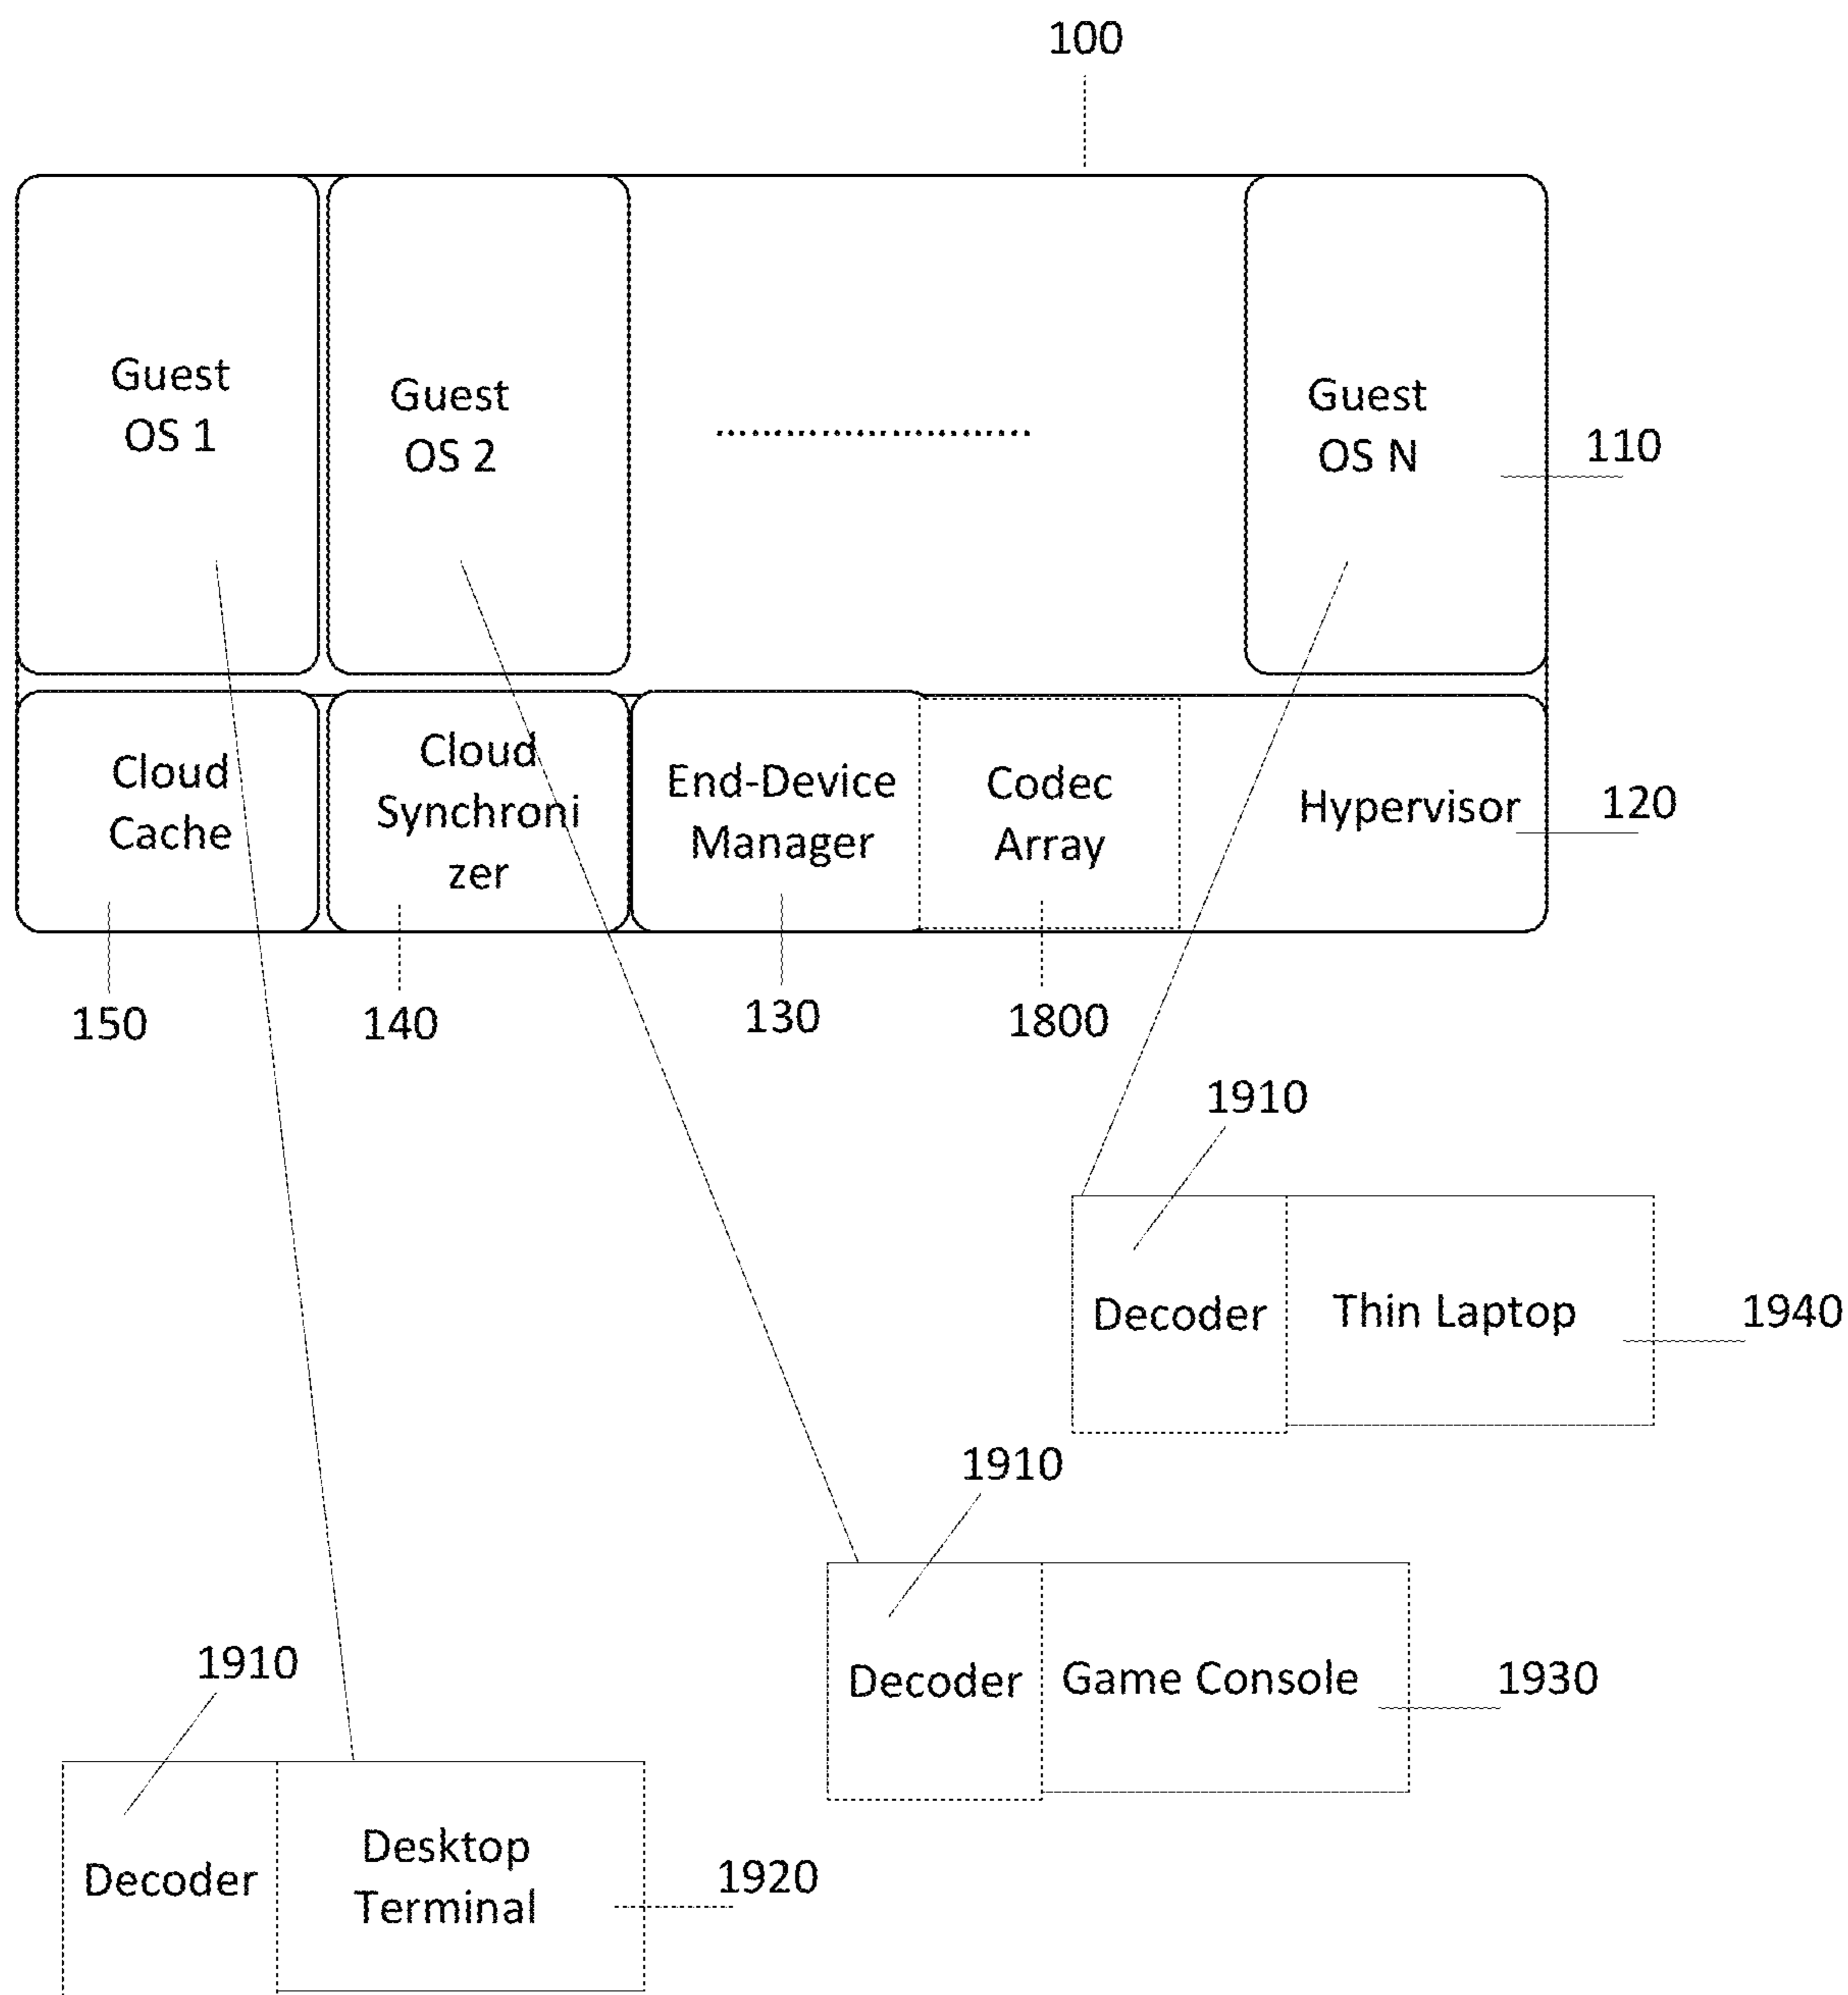 100
Guest
OS 1
Guest
OS 2
Guest
OS N
110
Cloud
Cache
Cloud
Synchroni
zer
End-Device
Manager
Codec
Array
Hypervisor
120
150
140
130
1800
1910
Decoder
Thin Laptop
1940
1910
Decoder
Game Console
1930
1910
Decoder
Desktop
Terminal
1920